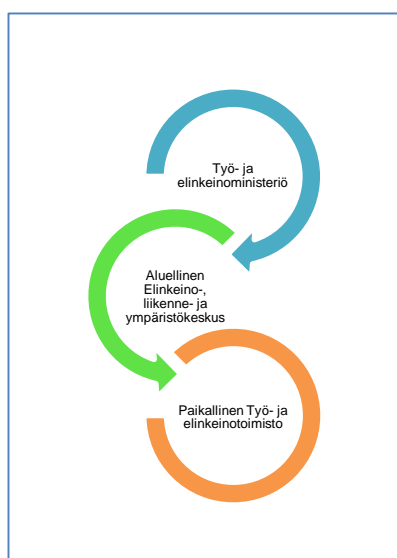 Työ- ja
elinkeinoministeriö
Aluellinen
Elinkeino-,
liikenne- ja
ympäristökeskus
Paikallinen Työ- ja
elinkeinotoimisto